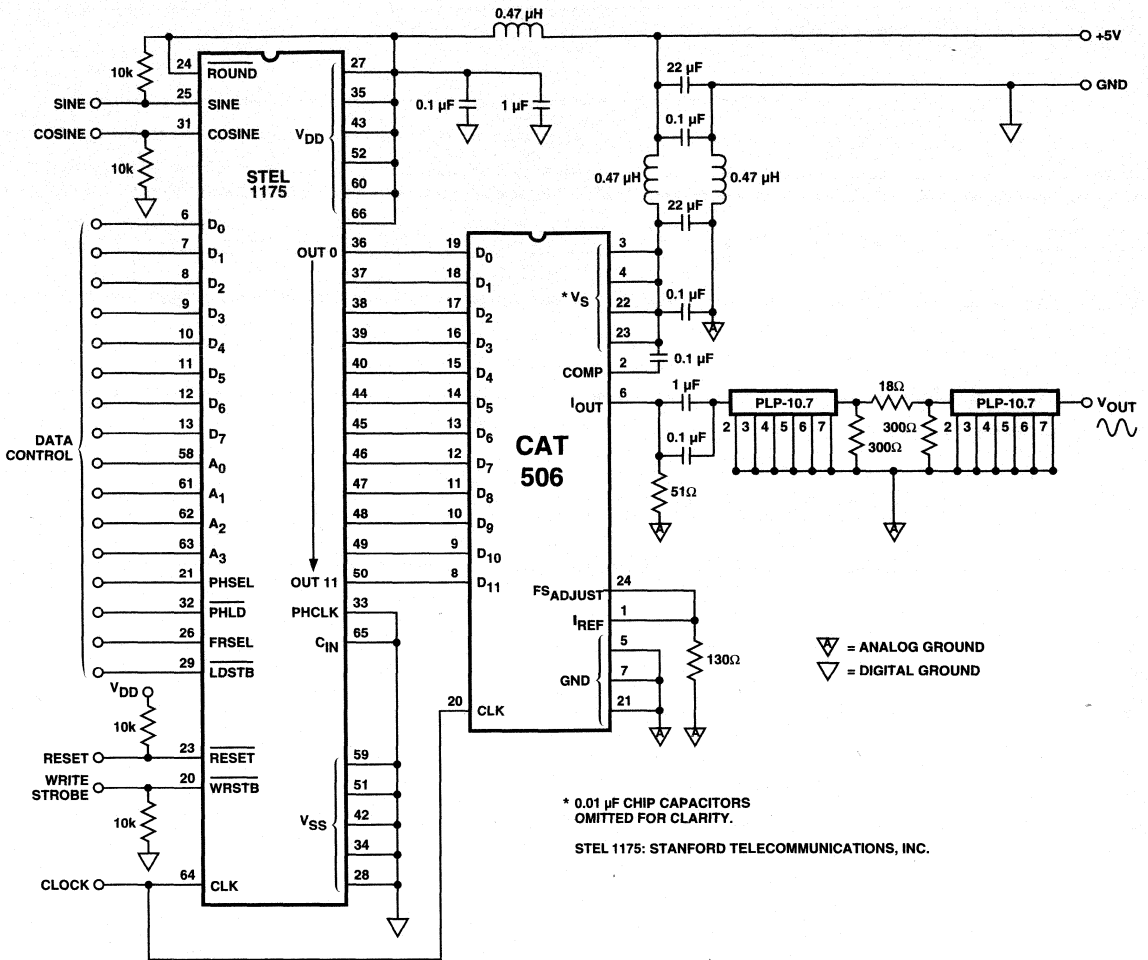 0.47 µH
+5V
GND
22 µF
0.1 µF
0.47 µH
0.47 µH
22 µF
0.1 µF
0.1 µF
0.1 µF
1 µF
10k
24
ROUND
SINE
25
SINE
COSINE
31
COSINE
10k
STEL
1175
VDD
27
35
43
52
60
66
DATA
CONTROL
6
D0
7
D1
8
D2
9
D3
10
D4
11
D5
12
D6
13
D7
58
A0
61
A1
62
A2
63
A3
21
PHSEL
32
PHLD
26
FRSEL
29
LDSTB
VDD
10k
RESET
23
RESET
WRITE
STROBE
20
WRSTB
10k
CLOCK
64
CLK
OUT 0
36
37
38
39
40
44
45
46
47
48
49
OUT 11
50
PHCLK
33
CIN
65
VSS
59
51
42
34
28
19
D0
18
D1
17
D2
16
D3
15
D4
14
D5
13
D6
12
D7
11
D8
10
D9
9
D10
8
D11
20
CLK
CAT
506
* VS
3
4
22
23
COMP
2
IOUT
6
FSADJUST
24
IREF
1
GND
5
7
21
130Ω
1 µF
0.1 µF
51Ω
PLP-10.7
2 3 4 5 6 7
18Ω
300Ω
300Ω
PLP-10.7
2 3 4 5 6 7
VOUT
A
A
A
A
A
A = ANALOG GROUND
= DIGITAL GROUND
* 0.01 µF CHIP CAPACITORS
OMITTED FOR CLARITY.
STEL 1175: STANFORD TELECOMMUNICATIONS, INC.